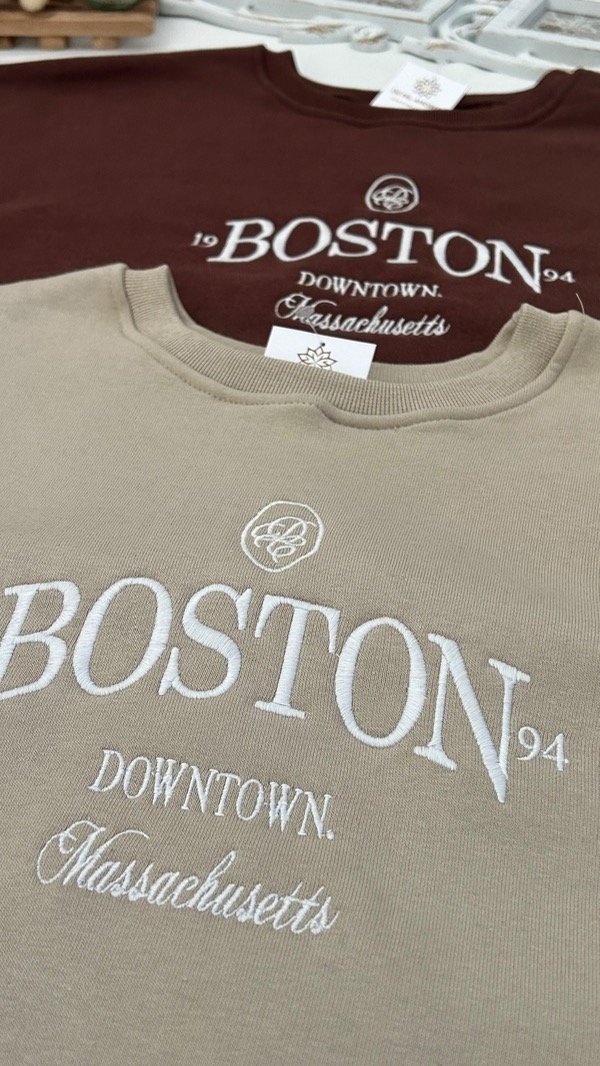 19 BOSTON 94
DOWNTOWN.
Massachusetts
BOSTON 94
DOWNTOWN.
Massachusetts